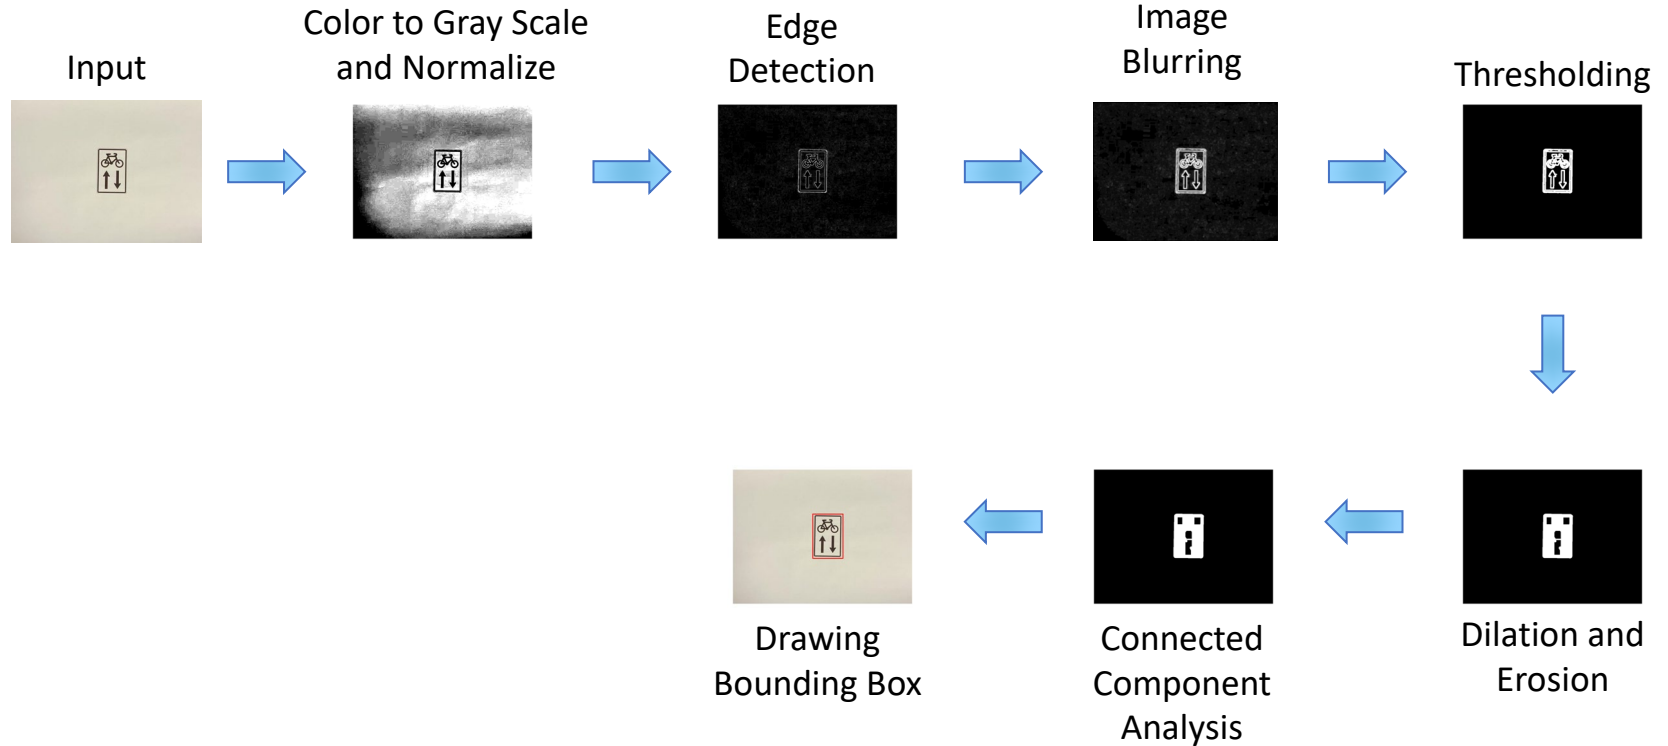 Input
Color to Gray Scale
and Normalize
Edge
Detection
Image
Blurring
Thresholding
Dilation and
Erosion
Connected
Component
Analysis
Drawing
Bounding Box